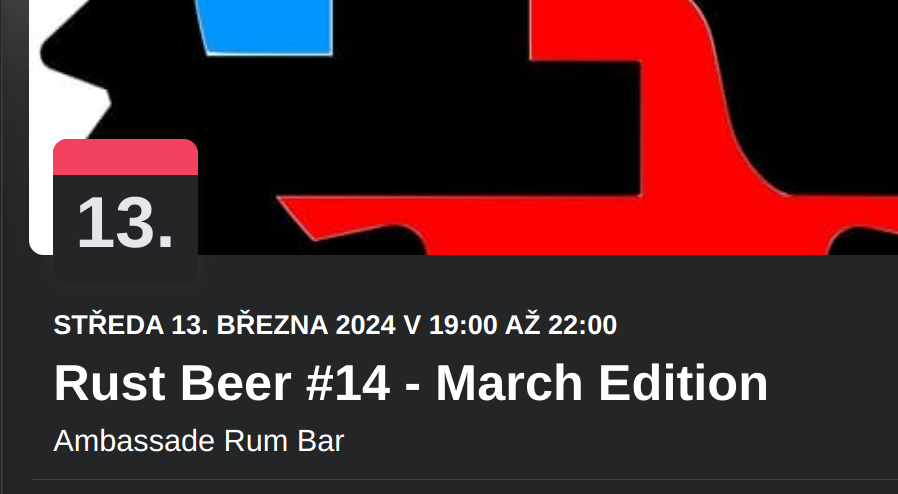 13.
STŘEDA 13. BŘEZNA 2024 V 19:00 AŽ 22:00
Rust Beer #14 - March Edition
Ambassade Rum Bar